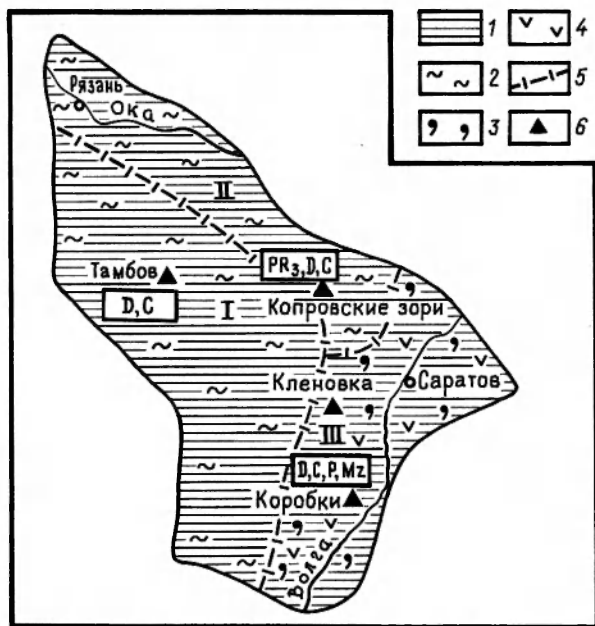 1
4
2
5
3
6
Рязань
Ока
II
Тамбов
PR3, D, C
D, C
I
Копровские зори
Кленовка
Саратов
III
D, C, P, Mz
Коробки
Волга